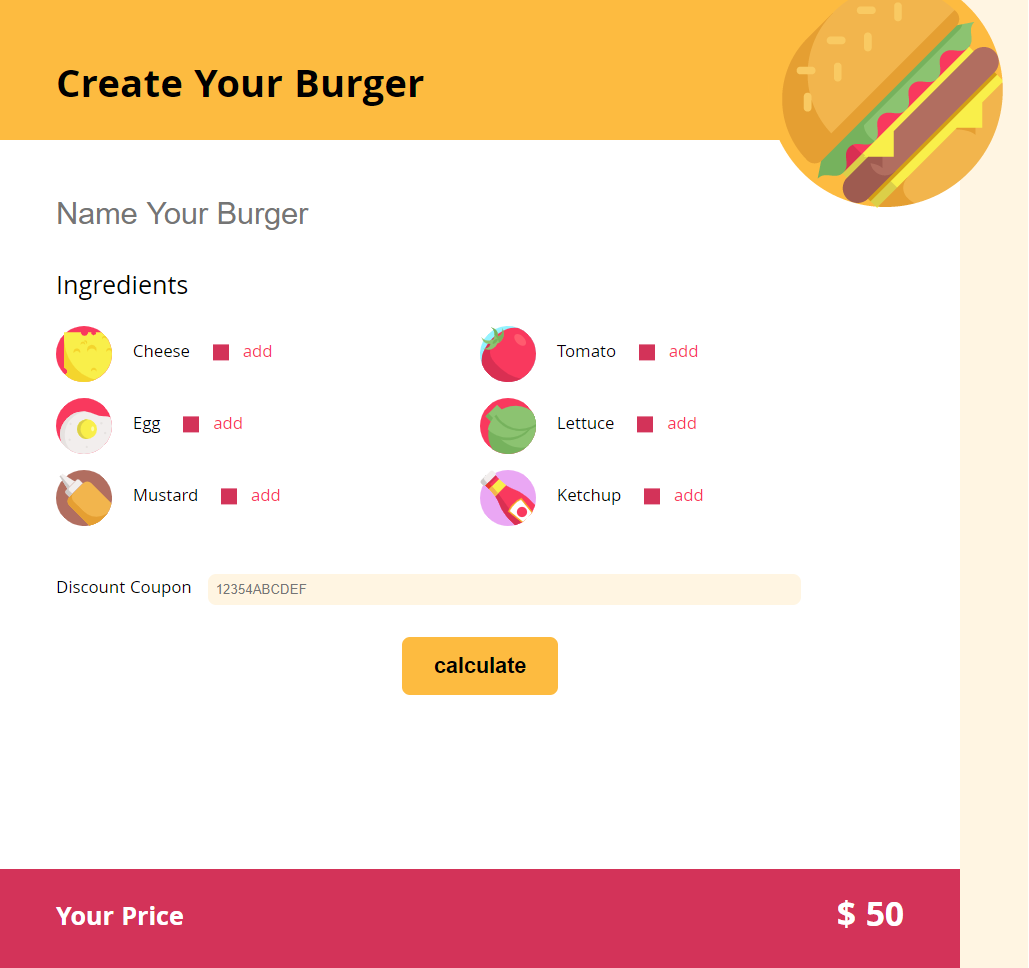 Create Your Burger
Name Your Burger
Ingredients
Cheese add
Tomato add
Egg add
Lettuce add
Mustard add
Ketchup add
Discount Coupon 12354ABCDEF
calculate
Your Price $ 50